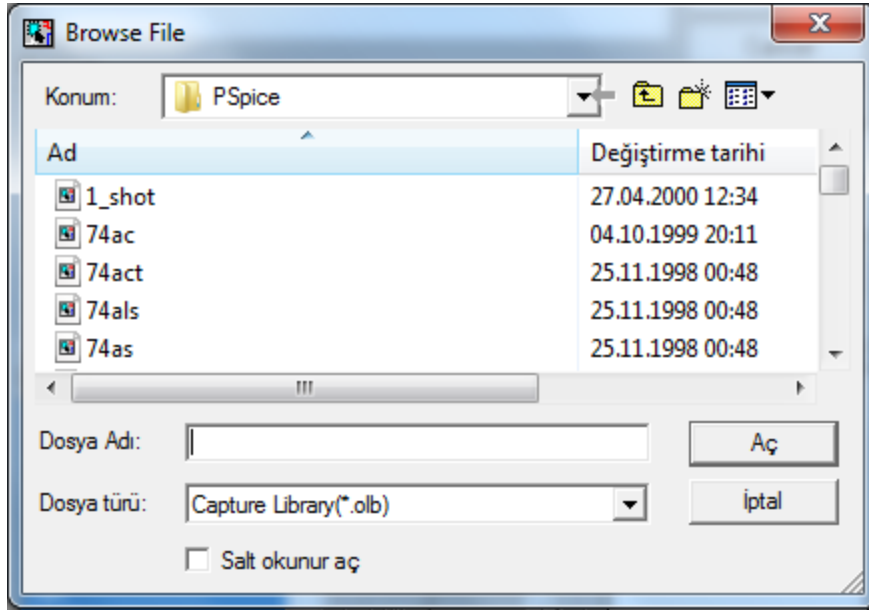 Browse File
Konum: PSpice
Ad Değiştirme tarihi
1_shot 27.04.2000 12:34
74ac 04.10.1999 20:11
74act 25.11.1998 00:48
74als 25.11.1998 00:48
74as 25.11.1998 00:48
Dosya Adı: Aç
Dosya türü: Capture Library(*.olb) İptal
Salt okunur aç